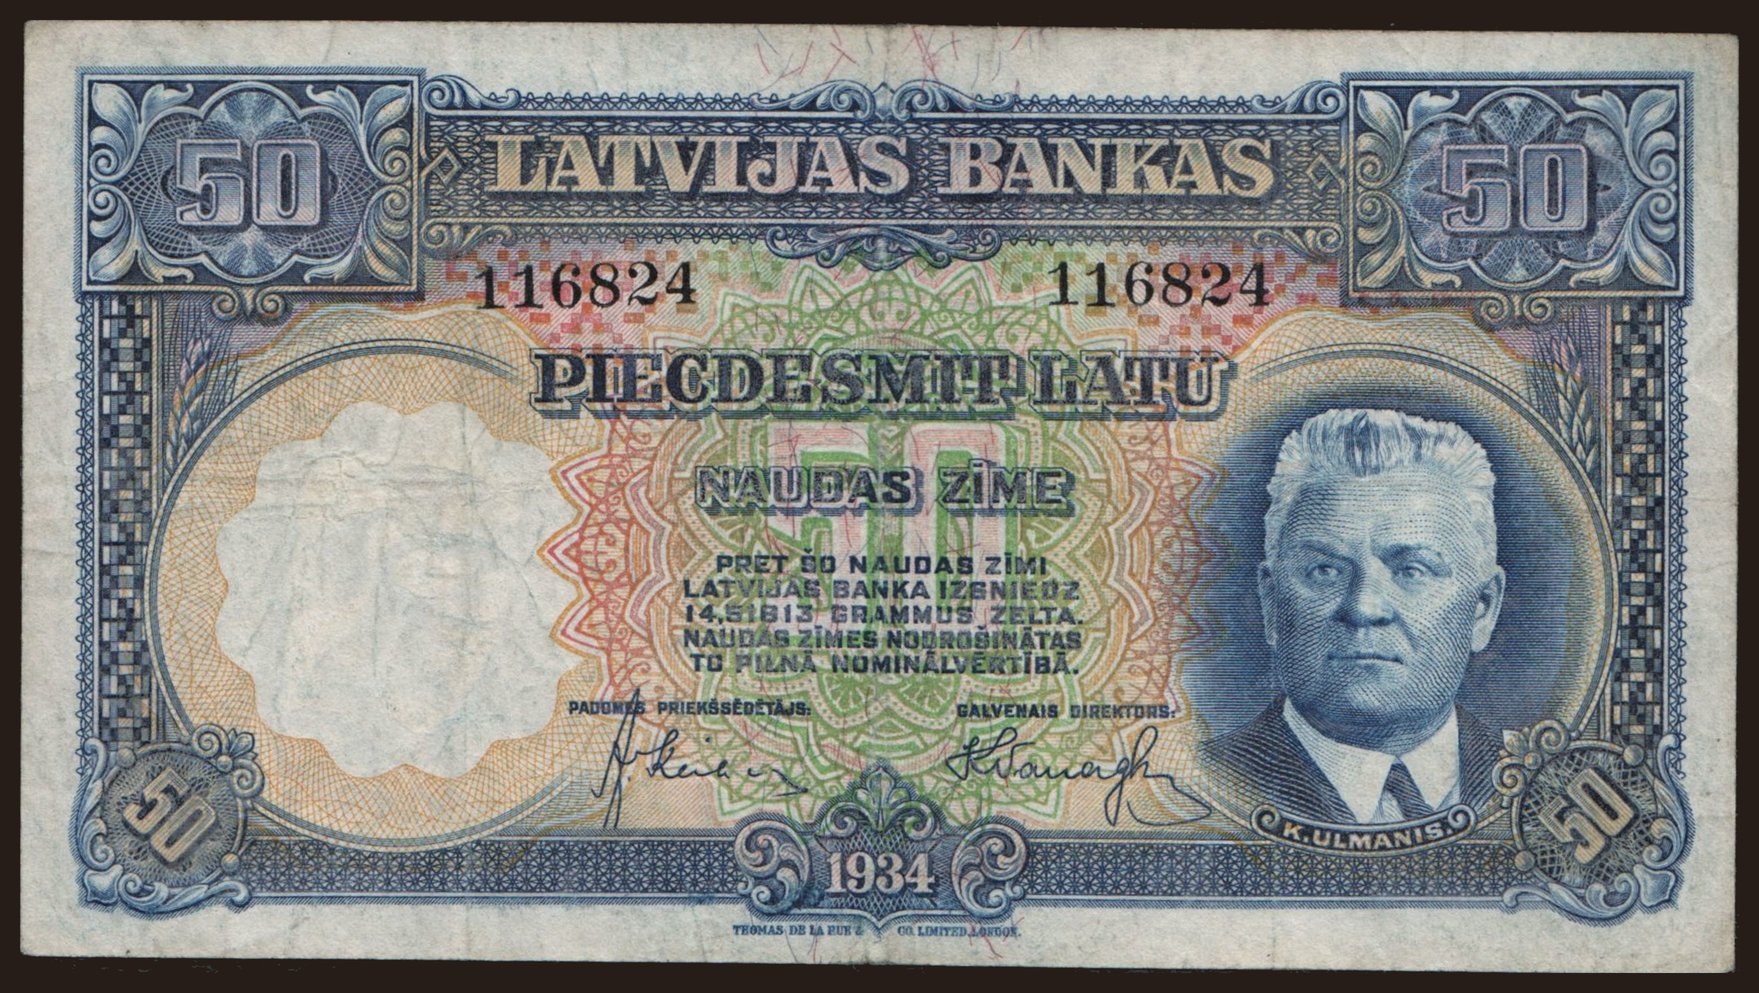 50 LATVIJAS BANKAS 50
116824 116824
PIECDESMIT LATU
50
NAUDAS ZĪME
PRET ŠO NAUDAS ZĪMI
LATVIJAS BANKA IZSNIEDZ
14,51613 GRAMMUS ZELTA.
NAUDAS ZĪMES NODROŠINĀTAS
TO PILNĀ NOMINĀLVĒRTĪBĀ.
PADOMES PRIEKŠSĒDĒTĀJS: GALVENAIS DIREKTORS:
K. ULMANIS.
50 1934 50
THOMAS DE LA RUE & CO. LIMITED, LONDON.